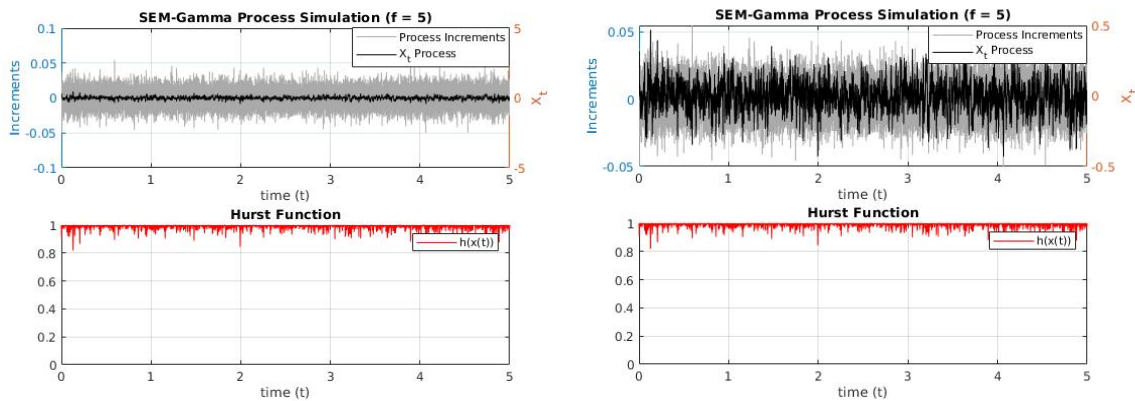 SEM-Gamma Process Simulation (f = 5)
0.1
0.05
0
-0.05
-0.1
Increments
5
0
-5
X_t
Process Increments
X_t Process
0 1 2 3 4 5
time (t)
Hurst Function
1
0.8
0.6
0.4
0.2
0
h(x(t))
0 1 2 3 4 5
time (t)
SEM-Gamma Process Simulation (f = 5)
0.05
0
-0.05
Increments
0.5
0
-0.5
X_t
Process Increments
X_t Process
0 1 2 3 4 5
time (t)
Hurst Function
1
0.8
0.6
0.4
0.2
0
h(x(t))
0 1 2 3 4 5
time (t)